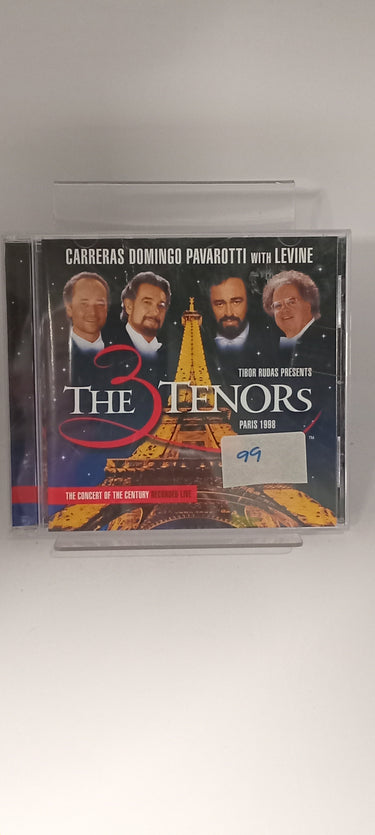 CARRERAS DOMINGO PAVAROTTI WITH LEVINE
TIBOR RUDAS PRESENTS
THE 3 TENORS
PARIS 1998
TM
99
THE CONCERT OF THE CENTURY RECORDED LIVE